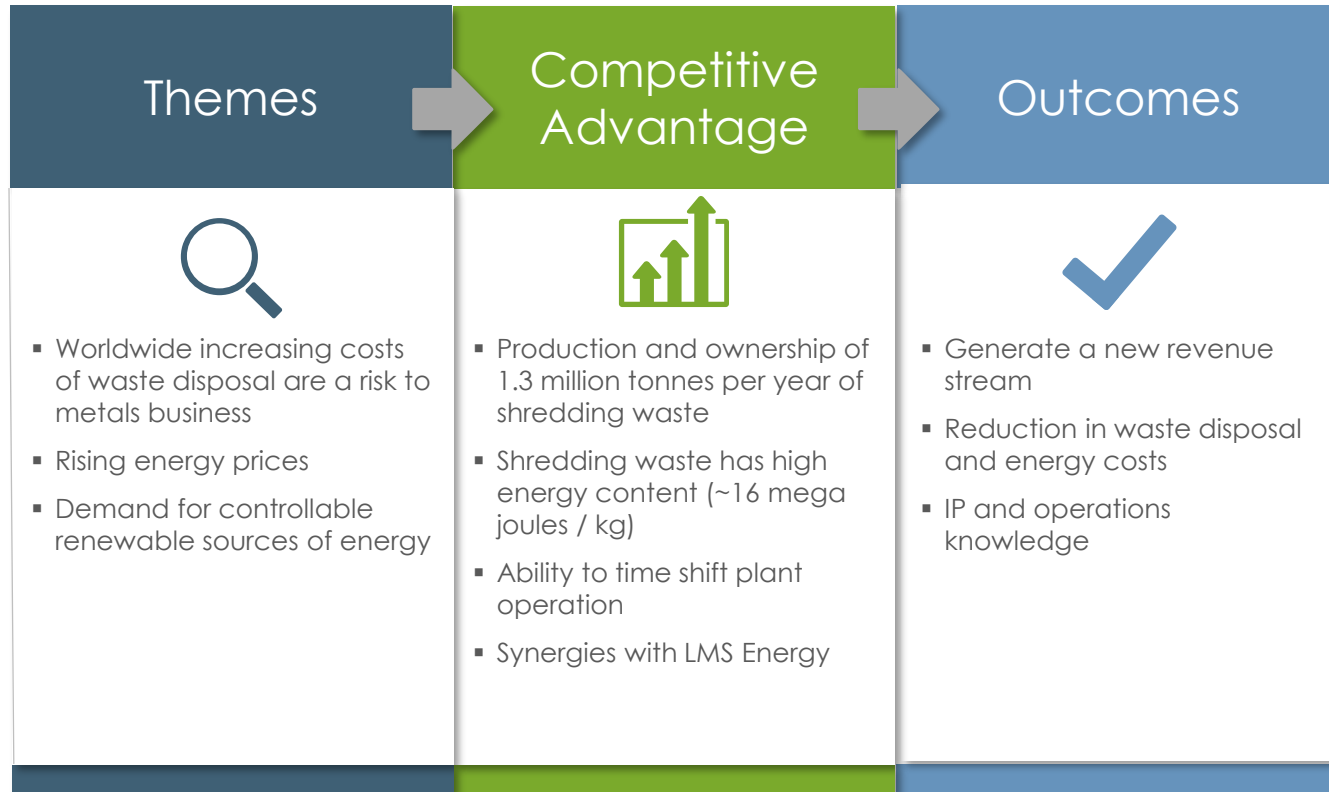 Themes
Competitive
Advantage
Outcomes
▪ Worldwide increasing costs
of waste disposal are a risk to
metals business
▪ Rising energy prices
▪ Demand for controllable
renewable sources of energy
▪ Production and ownership of
1.3 million tonnes per year of
shredding waste
▪ Shredding waste has high
energy content (~16 mega
joules / kg)
▪ Ability to time shift plant
operation
▪ Synergies with LMS Energy
▪ Generate a new revenue
stream
▪ Reduction in waste disposal
and energy costs
▪ IP and operations
knowledge